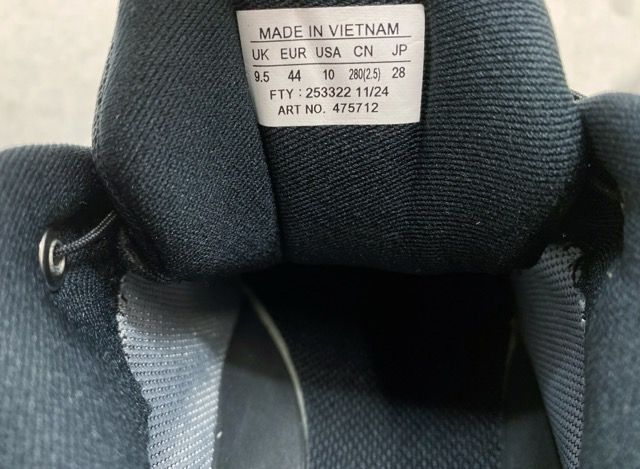 MADE IN VIETNAM
UK EUR USA CN JP
9.5 44 10 280(2.5) 28
FTY : 253322 11/24
ART NO. 475712